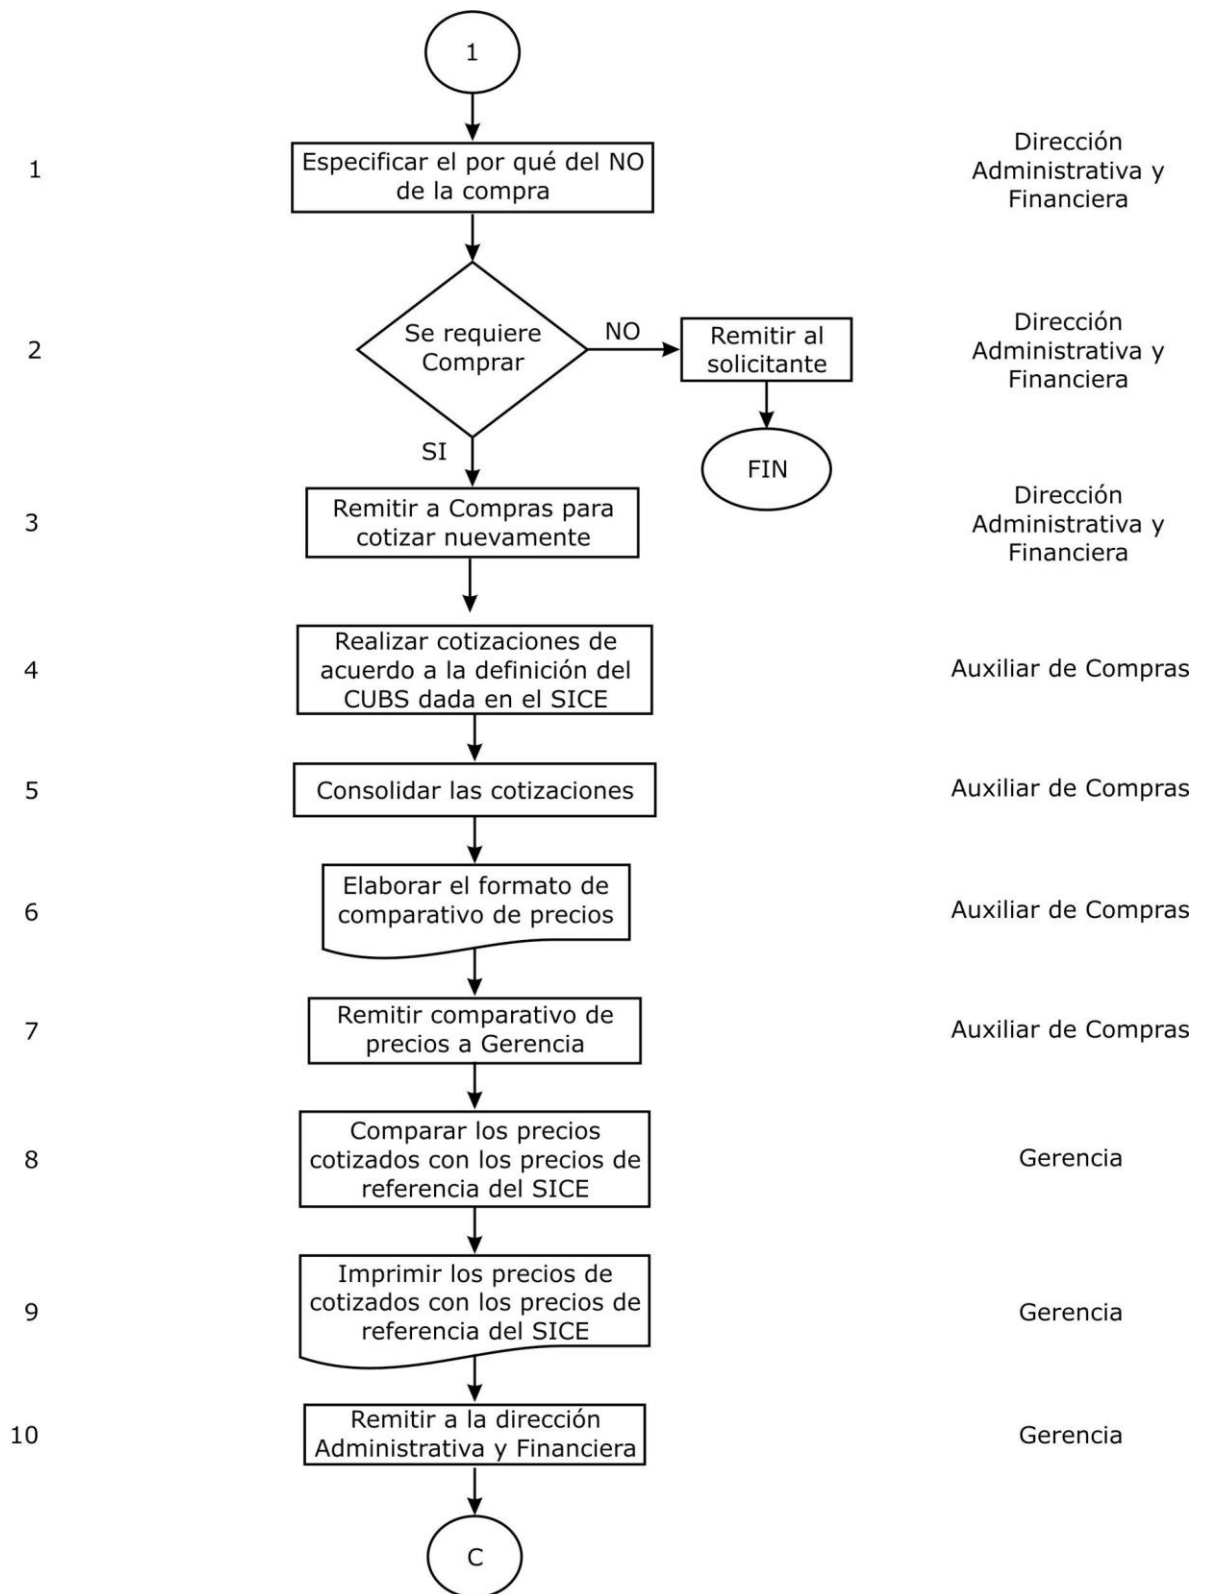 1
1
Especificar el por qué del NO
de la compra
Dirección
Administrativa y
Financiera
2
Se requiere
Comprar
NO
Remitir al
solicitante
Dirección
Administrativa y
Financiera
SI
FIN
3
Remitir a Compras para
cotizar nuevamente
Dirección
Administrativa y
Financiera
4
Realizar cotizaciones de
acuerdo a la definición del
CUBS dada en el SICE
Auxiliar de Compras
5
Consolidar las cotizaciones
Auxiliar de Compras
6
Elaborar el formato de
comparativo de precios
Auxiliar de Compras
7
Remitir comparativo de
precios a Gerencia
Auxiliar de Compras
8
Comparar los precios
cotizados con los precios de
referencia del SICE
Gerencia
9
Imprimir los precios de
cotizados con los precios de
referencia del SICE
Gerencia
10
Remitir a la dirección
Administrativa y Financiera
Gerencia
C